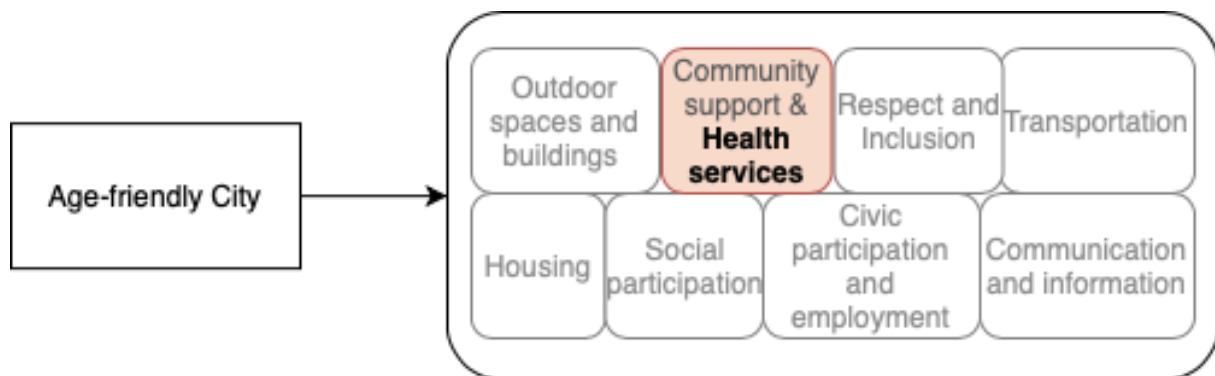 Age-friendly City
Outdoor
spaces and
buildings
Community
support &
Health
services
Respect and
Inclusion
Transportation
Housing
Social
participation
Civic
participation
and
employment
Communication
and information